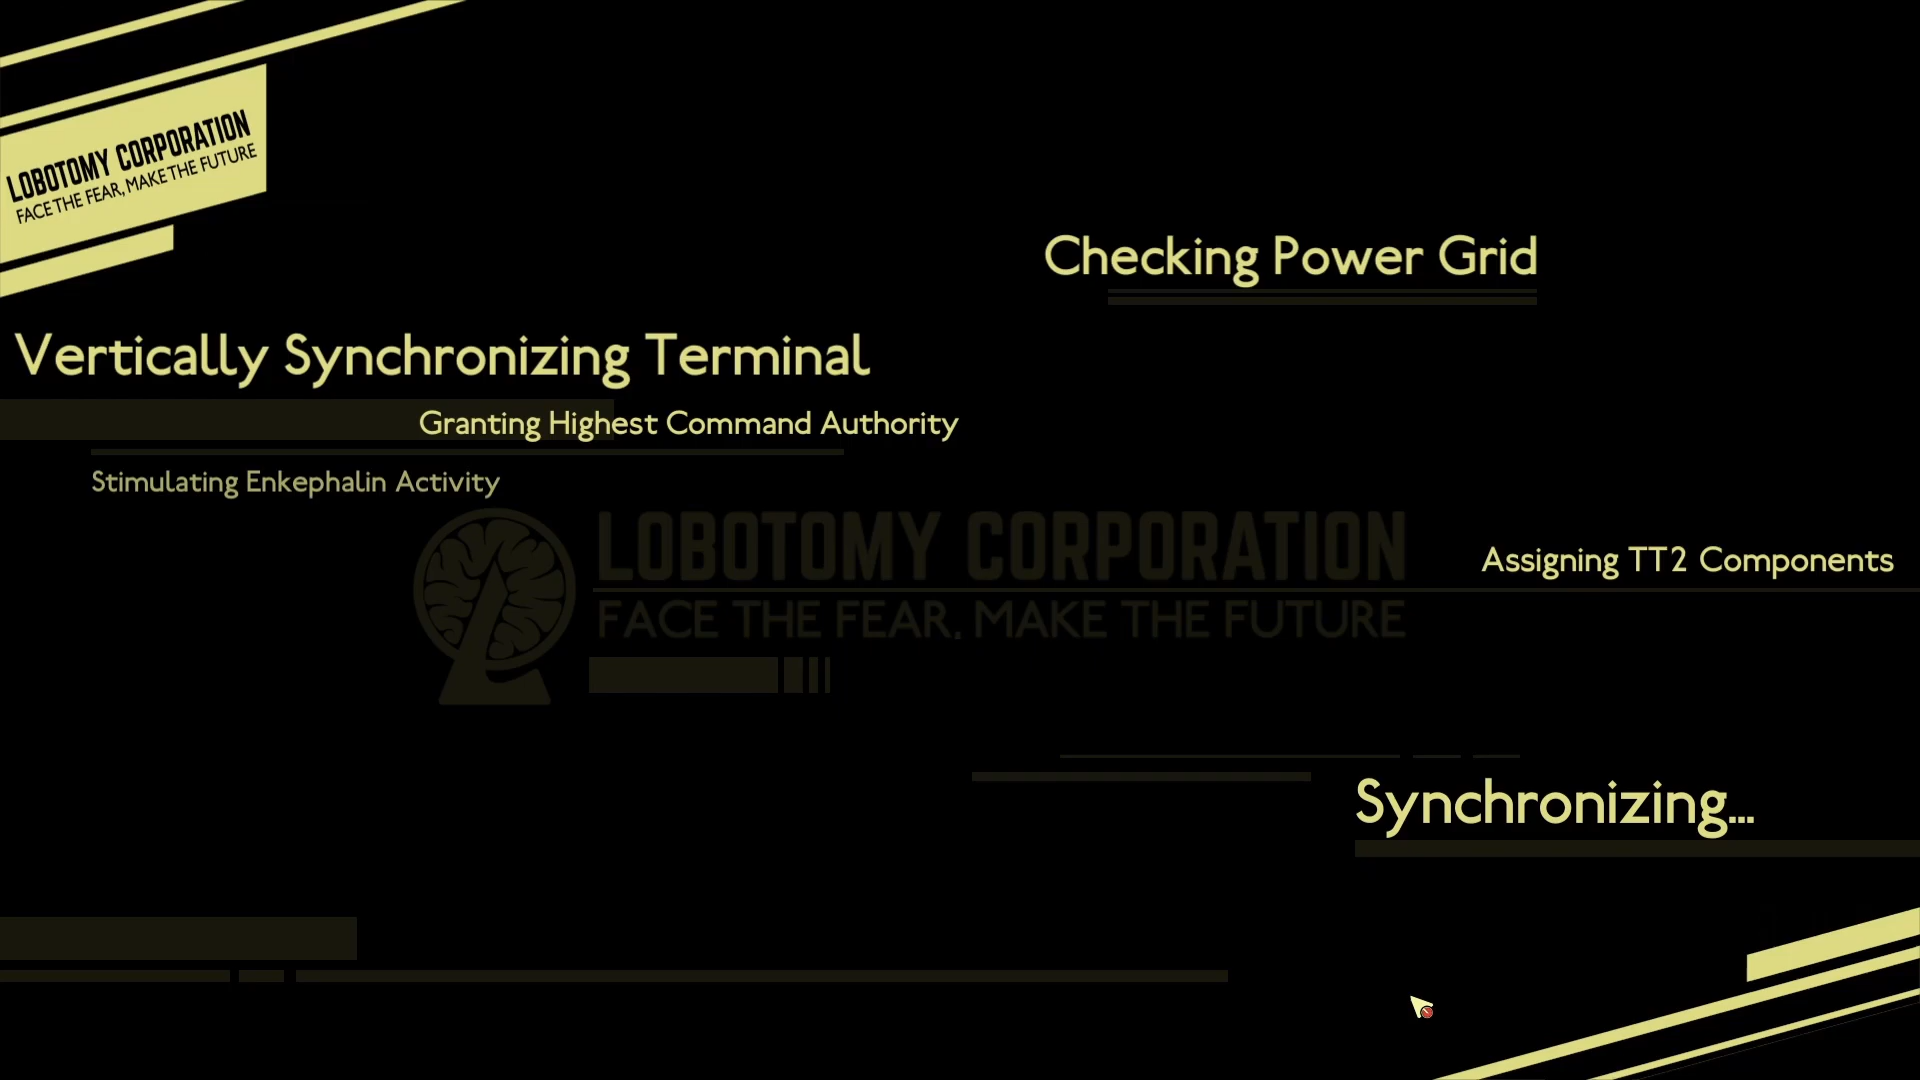 LOBOTOMY CORPORATION
FACE THE FEAR, MAKE THE FUTURE
Checking Power Grid
Vertically Synchronizing Terminal
Granting Highest Command Authority
Stimulating Enkephalin Activity
LOBOTOMY CORPORATION
FACE THE FEAR, MAKE THE FUTURE
Assigning TT2 Components
Synchronizing...